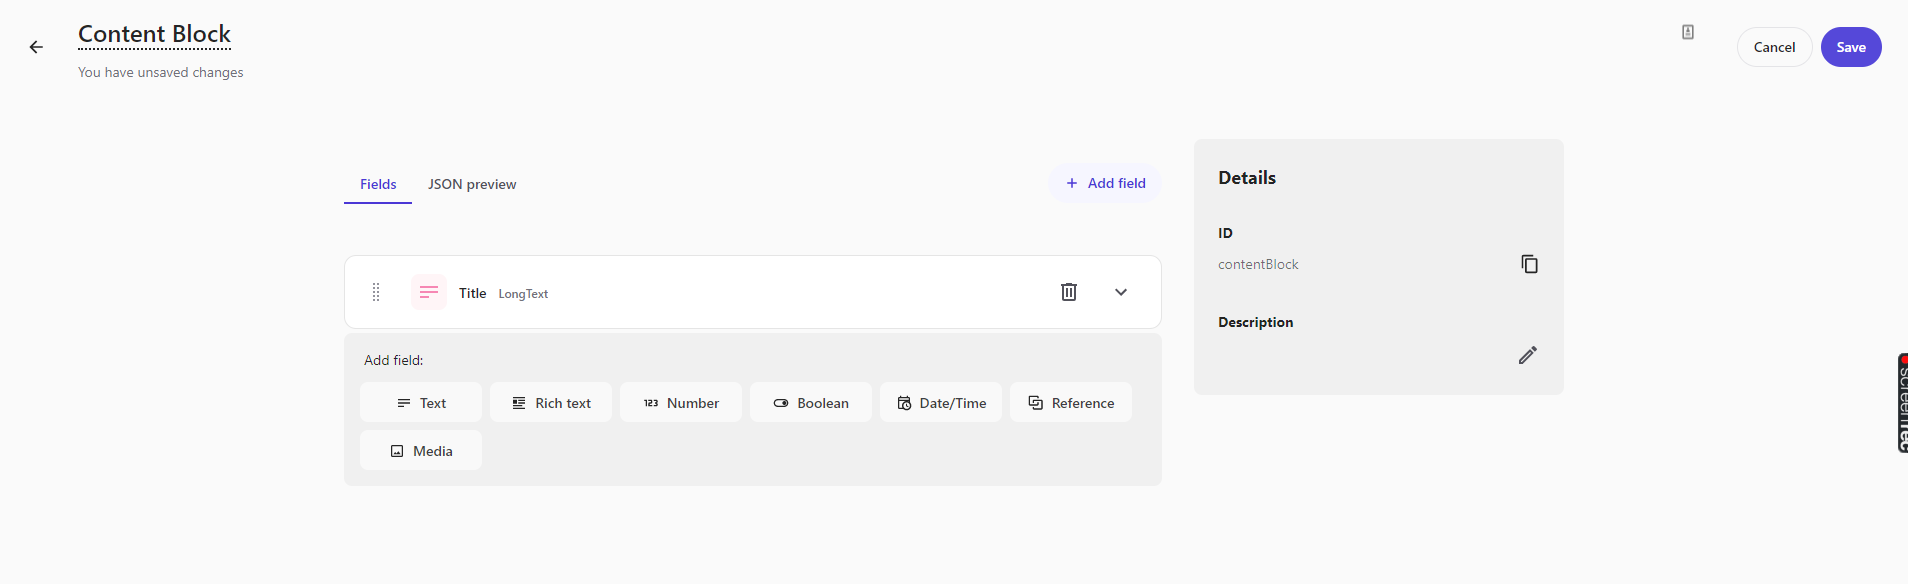 Content Block
You have unsaved changes
Cancel
Save
Fields
JSON preview
+ Add field
Title LongText
Add field:
Text
Rich text
123 Number
Boolean
Date/Time
Reference
Media
Details
ID
contentBlock
Description